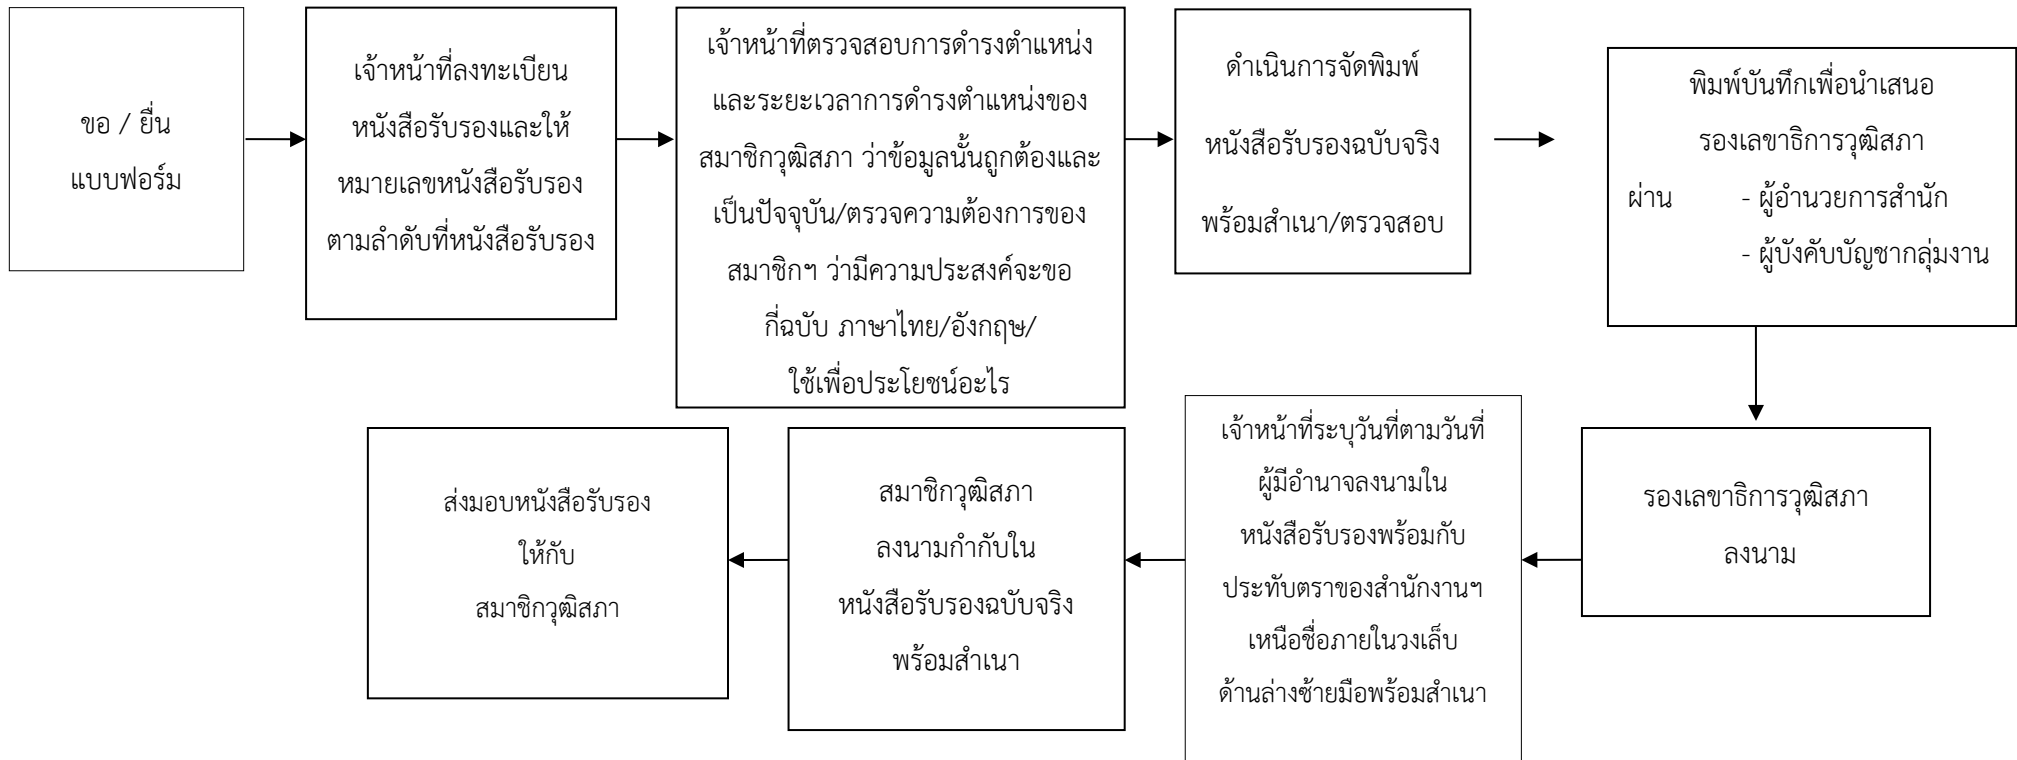 ขอ / ยื่น
แบบฟอร์ม
เจ้าหน้าที่ลงทะเบียน
หนังสือรับรองและให้
หมายเลขหนังสือรับรอง
ตามลำดับที่หนังสือรับรอง
เจ้าหน้าที่ตรวจสอบการดำรงตำแหน่ง
และระยะเวลาการดำรงตำแหน่งของ
สมาชิกวุฒิสภา ว่าข้อมูลนั้นถูกต้องและ
เป็นปัจจุบัน/ตรวจความต้องการของ
สมาชิกฯ ว่ามีความประสงค์จะขอ
กี่ฉบับ ภาษาไทย/อังกฤษ/
ใช้เพื่อประโยชน์อะไร
ดำเนินการจัดพิมพ์
หนังสือรับรองฉบับจริง
พร้อมสำเนา/ตรวจสอบ
พิมพ์บันทึกเพื่อนำเสนอ
รองเลขาธิการวุฒิสภา
ผ่าน - ผู้อำนวยการสำนัก
- ผู้บังคับบัญชากลุ่มงาน
รองเลขาธิการวุฒิสภา
ลงนาม
เจ้าหน้าที่ระบุวันที่ตามวันที่
ผู้มีอำนาจลงนามใน
หนังสือรับรองพร้อมกับ
ประทับตราของสำนักงานฯ
เหนือชื่อภายในวงเล็บ
ด้านล่างซ้ายมือพร้อมสำเนา
สมาชิกวุฒิสภา
ลงนามกำกับใน
หนังสือรับรองฉบับจริง
พร้อมสำเนา
ส่งมอบหนังสือรับรอง
ให้กับ
สมาชิกวุฒิสภา